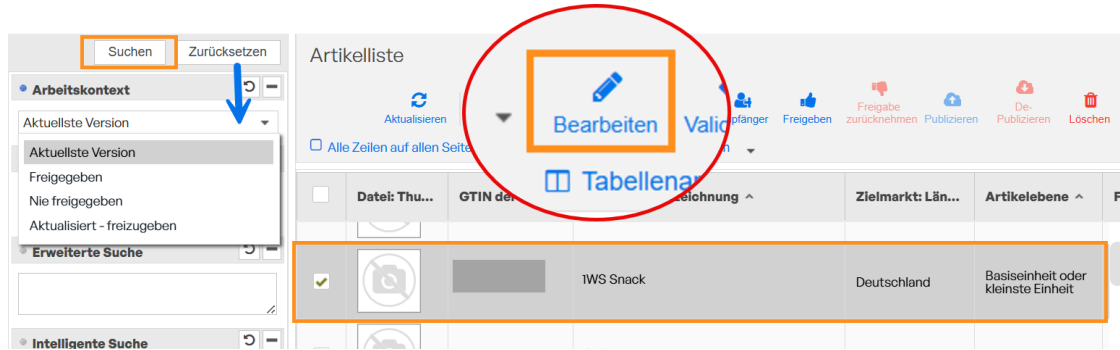 Suchen
Zurücksetzen
Arbeitskontext
Aktuellste Version
Aktuellste Version
Freigegeben
Nie freigegeben
Aktualisiert - freizugeben
Erweiterte Suche
Intelligente Suche
Artikelliste
Aktualisieren
Bearbeiten
Freigeben
Freigabe
zurücknehmen
Publizieren
De-
Publizieren
Löschen
Alle Zeilen auf allen
Datei: Thu...
GTIN
Zielmarkt: Län...
Artikelebene
1WS Snack
Deutschland
Basiseinheit oder
kleinste Einheit